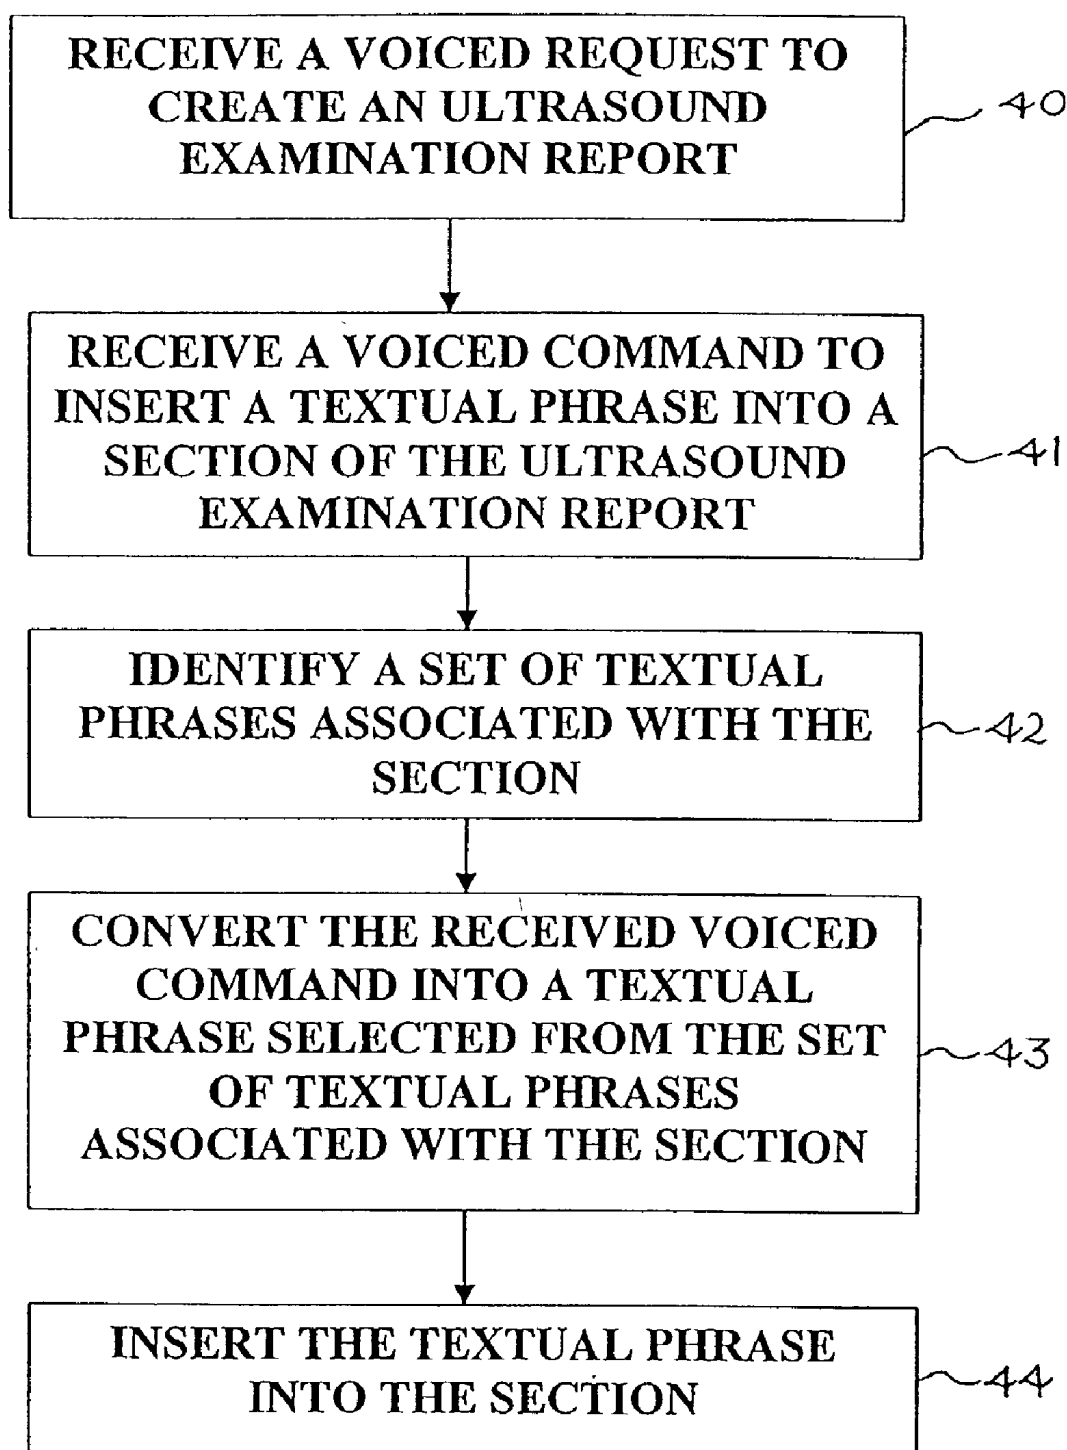 RECEIVE A VOICED REQUEST TO
CREATE AN ULTRASOUND
EXAMINATION REPORT
40
RECEIVE A VOICED COMMAND TO
INSERT A TEXTUAL PHRASE INTO A
SECTION OF THE ULTRASOUND
EXAMINATION REPORT
41
IDENTIFY A SET OF TEXTUAL
PHRASES ASSOCIATED WITH THE
SECTION
42
CONVERT THE RECEIVED VOICED
COMMAND INTO A TEXTUAL
PHRASE SELECTED FROM THE SET
OF TEXTUAL PHRASES
ASSOCIATED WITH THE SECTION
43
INSERT THE TEXTUAL PHRASE
INTO THE SECTION
44